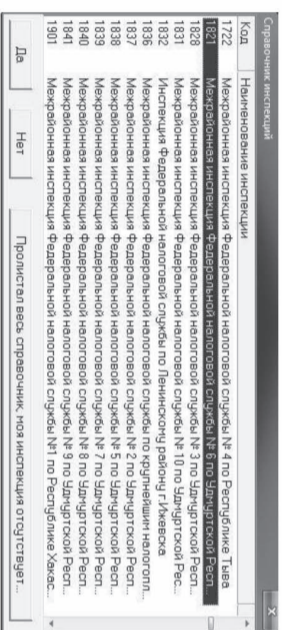 Справочник инспекций
Код Наименование инспекции
1722 Межрайонная инспекция Федеральной налоговой службы № 4 по Республике Тыва
1821 Межрайонная инспекция Федеральной налоговой службы № 6 по Удмуртской Респ...
1828 Межрайонная инспекция Федеральной налоговой службы № 3 по Удмуртской Респ...
1831 Межрайонная инспекция Федеральной налоговой службы № 10 по Удмуртской Рес...
1832 Инспекция Федеральной налоговой службы по Ленинскому району г.Ижевска
1836 Межрайонная инспекция Федеральной налоговой службы по крупнейшим налогопл...
1837 Межрайонная инспекция Федеральной налоговой службы № 2 по Удмуртской Респ...
1838 Межрайонная инспекция Федеральной налоговой службы № 5 по Удмуртской Респ...
1839 Межрайонная инспекция Федеральной налоговой службы № 7 по Удмуртской Респ...
1840 Межрайонная инспекция Федеральной налоговой службы № 8 по Удмуртской Респ...
1841 Межрайонная инспекция Федеральной налоговой службы № 9 по Удмуртской Респ...
1901 Межрайонная инспекция Федеральной налоговой службы №1 по Республике Хакас...
Да Нет Пролистал весь справочник, моя инспекция отсутствует...